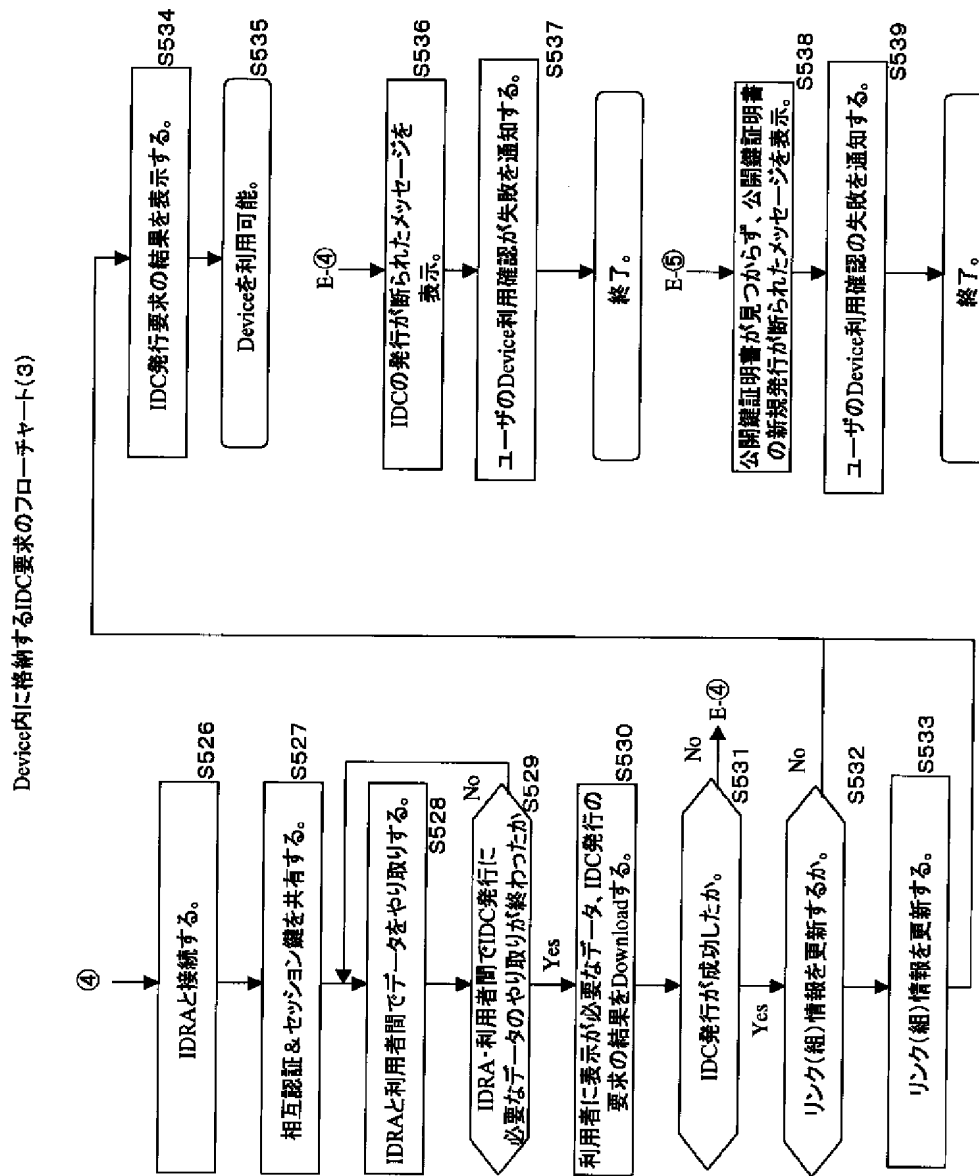 Device内に格納するIDC要求のフローチャート(3)
④
IDRAと接続する。
S526
相互認証＆セッション鍵を共有する。
S527
IDRAと利用者間でデータをやり取りする。
S528
IDRA・利用者間でIDC発行に
必要なデータのやり取りが終わったか
No
S529
Yes
利用者に表示が必要なデータ、IDC発行の
要求の結果をDownloadする。
S530
IDC発行が成功したか。
No
E-④
S531
Yes
リンク(組)情報を更新するか。
No
S532
リンク(組)情報を更新する。
S533
IDC発行要求の結果を表示する。
S534
Deviceを利用可能。
S535
E-④
IDCの発行が断られたメッセージを
表示。
S536
ユーザのDevice利用確認が失敗を通知する。
S537
終了。
E-⑤
公開鍵証明書が見つからず、公開鍵証明書
の新規発行が断られたメッセージを表示。
S538
ユーザのDevice利用確認の失敗を通知する。
S539
終了。